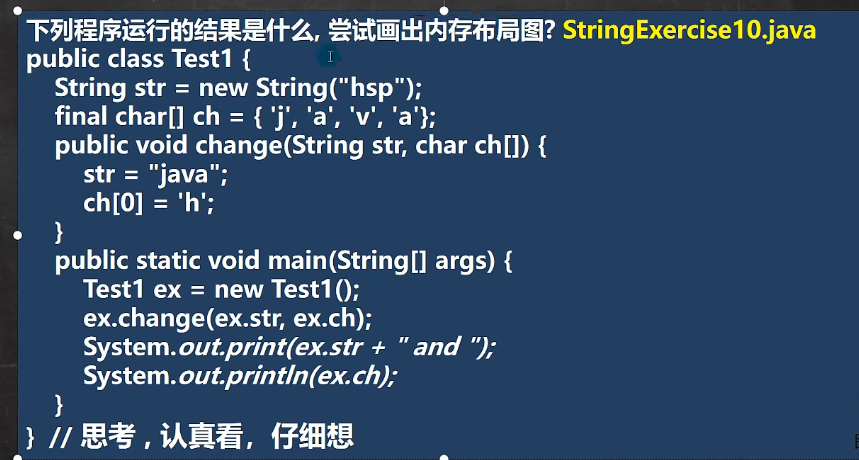 下列程序运行的结果是什么, 尝试画出内存布局图? StringExercise10.java
public class Test1 {
    String str = new String("hsp");
    final char[] ch = { 'j', 'a', 'v', 'a'};
    public void change(String str, char ch[]) {
        str = "java";
        ch[0] = 'h';
    }
    public static void main(String[] args) {
        Test1 ex = new Test1();
        ex.change(ex.str, ex.ch);
        System.out.print(ex.str + " and ");
        System.out.println(ex.ch);
    }
} // 思考 , 认真看， 仔细想